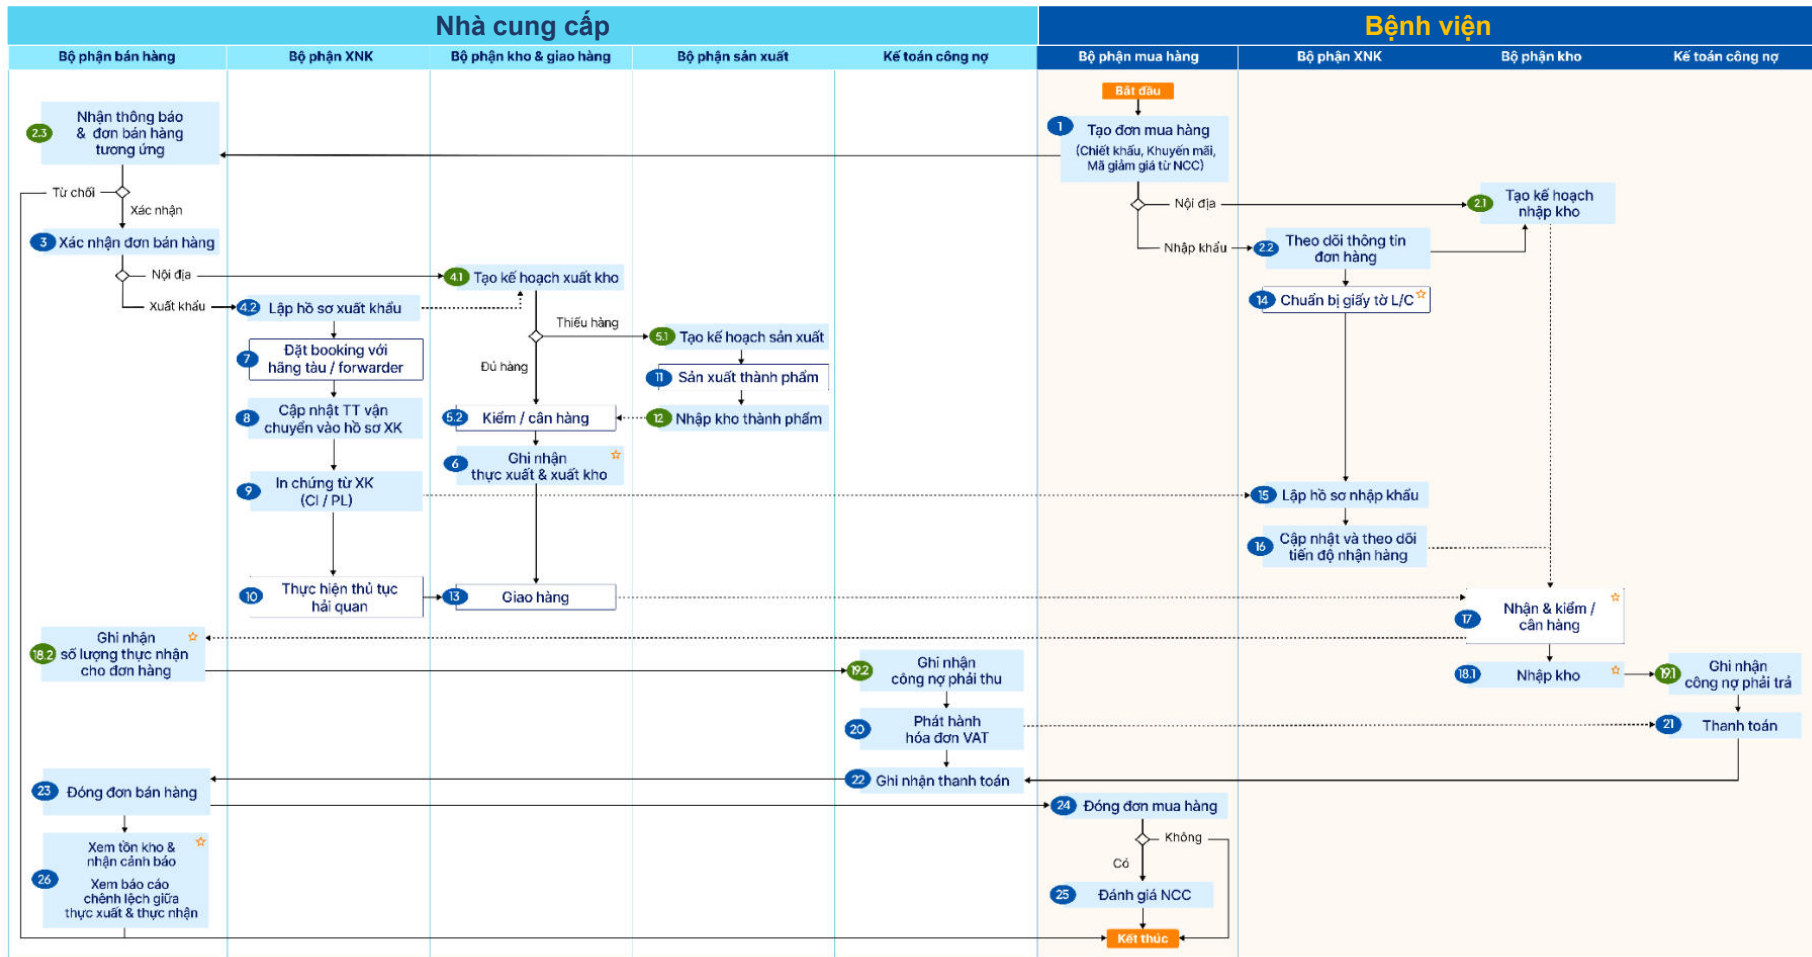 Nhà cung cấp
Bệnh viện
Bộ phận bán hàng
Bộ phận XNK
Bộ phận kho & giao hàng
Bộ phận sản xuất
Kế toán công nợ
Bộ phận mua hàng
Bộ phận XNK
Bộ phận kho
Kế toán công nợ
Bắt đầu
1
Tạo đơn mua hàng
(Chiết khấu, Khuyến mãi,
Mã giảm giá từ NCC)
2.3
Nhận thông báo
& đơn bán hàng
tương ứng
Từ chối
Xác nhận
Nội địa
2.1
Tạo kế hoạch
nhập kho
Nhập khẩu
2.2
Theo dõi thông tin
đơn hàng
3
Xác nhận đơn bán hàng
Nội địa
4.1
Tạo kế hoạch xuất kho
Xuất khẩu
4.2
Lập hồ sơ xuất khẩu
14
Chuẩn bị giấy tờ L/C
Thiếu hàng
5.1
Tạo kế hoạch sản xuất
7
Đặt booking với
hãng tàu / forwarder
Đủ hàng
11
Sản xuất thành phẩm
8
Cập nhật TT vận
chuyển vào hồ sơ XK
5.2
Kiểm / cân hàng
12
Nhập kho thành phẩm
6
Ghi nhận
thực xuất & xuất kho
9
In chứng từ XK
(CI / PL)
15
Lập hồ sơ nhập khẩu
16
Cập nhật và theo dõi
tiến độ nhận hàng
10
Thực hiện thủ tục
hải quan
13
Giao hàng
17
Nhận & kiểm /
cân hàng
18.2
Ghi nhận
số lượng thực nhận
cho đơn hàng
19.2
Ghi nhận
công nợ phải thu
18.1
Nhập kho
19.1
Ghi nhận
công nợ phải trả
20
Phát hành
hóa đơn VAT
21
Thanh toán
22
Ghi nhận thanh toán
23
Đóng đơn bán hàng
24
Đóng đơn mua hàng
Không
Có
26
Xem tồn kho &
nhận cảnh báo
Xem báo cáo
chênh lệch giữa
thực xuất & thực nhận
25
Đánh giá NCC
Kết thúc